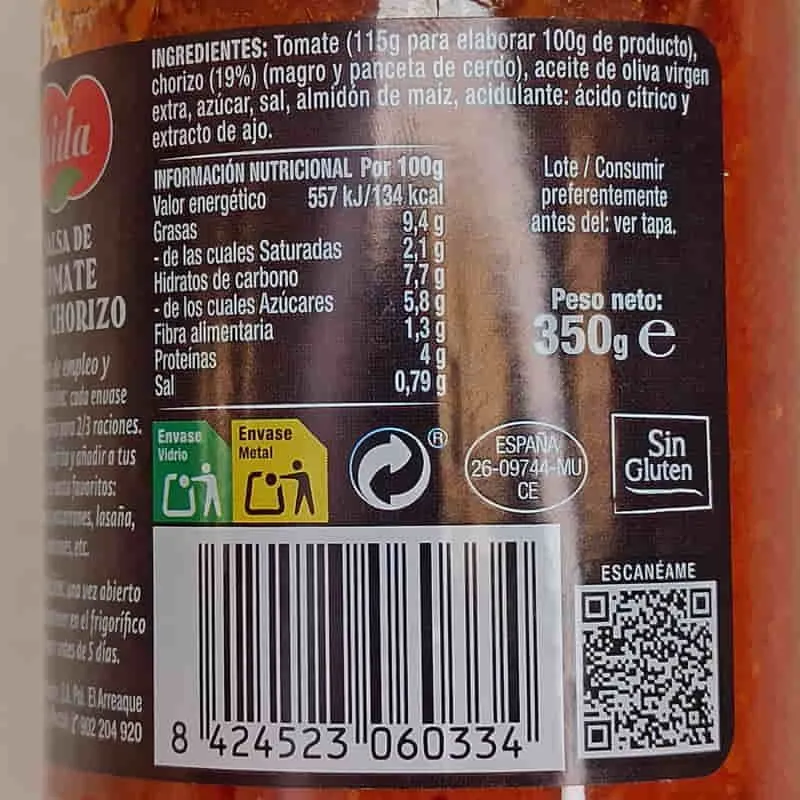 INGREDIENTES: Tomate (115g para elaborar 100g de producto),
chorizo (19%) (magro y panceta de cerdo), aceite de oliva virgen
extra, azúcar, sal, almidón de maíz, acidulante: ácido cítrico y
extracto de ajo.
INFORMACIÓN NUTRICIONAL Por 100g
Valor energético 557 kJ/134 kcal
Grasas 9,4 g
- de las cuales Saturadas 2,1 g
Hidratos de carbono 7,7 g
- de los cuales Azúcares 5,8 g
Fibra alimentaria 1,3 g
Proteínas 4 g
Sal 0,79 g
Lote / Consumir
preferentemente
antes del: ver tapa.
Peso neto:
350g e
Envase
Vidrio
Envase
Metal
®
ESPAÑA
26-09744-MU
CE
Sin
Gluten
ESCANÉAME
8 424523 060334
ida
ALSA DE
OMATE
CHORIZO
de empleo y
cada envase
para 2/3 raciones.
y añadir a tus
favoritos:
lasaña,
etc.
una vez abierto
en el frigorífico
antes de 5 días.
Pol. El Arreaque
902 204 920